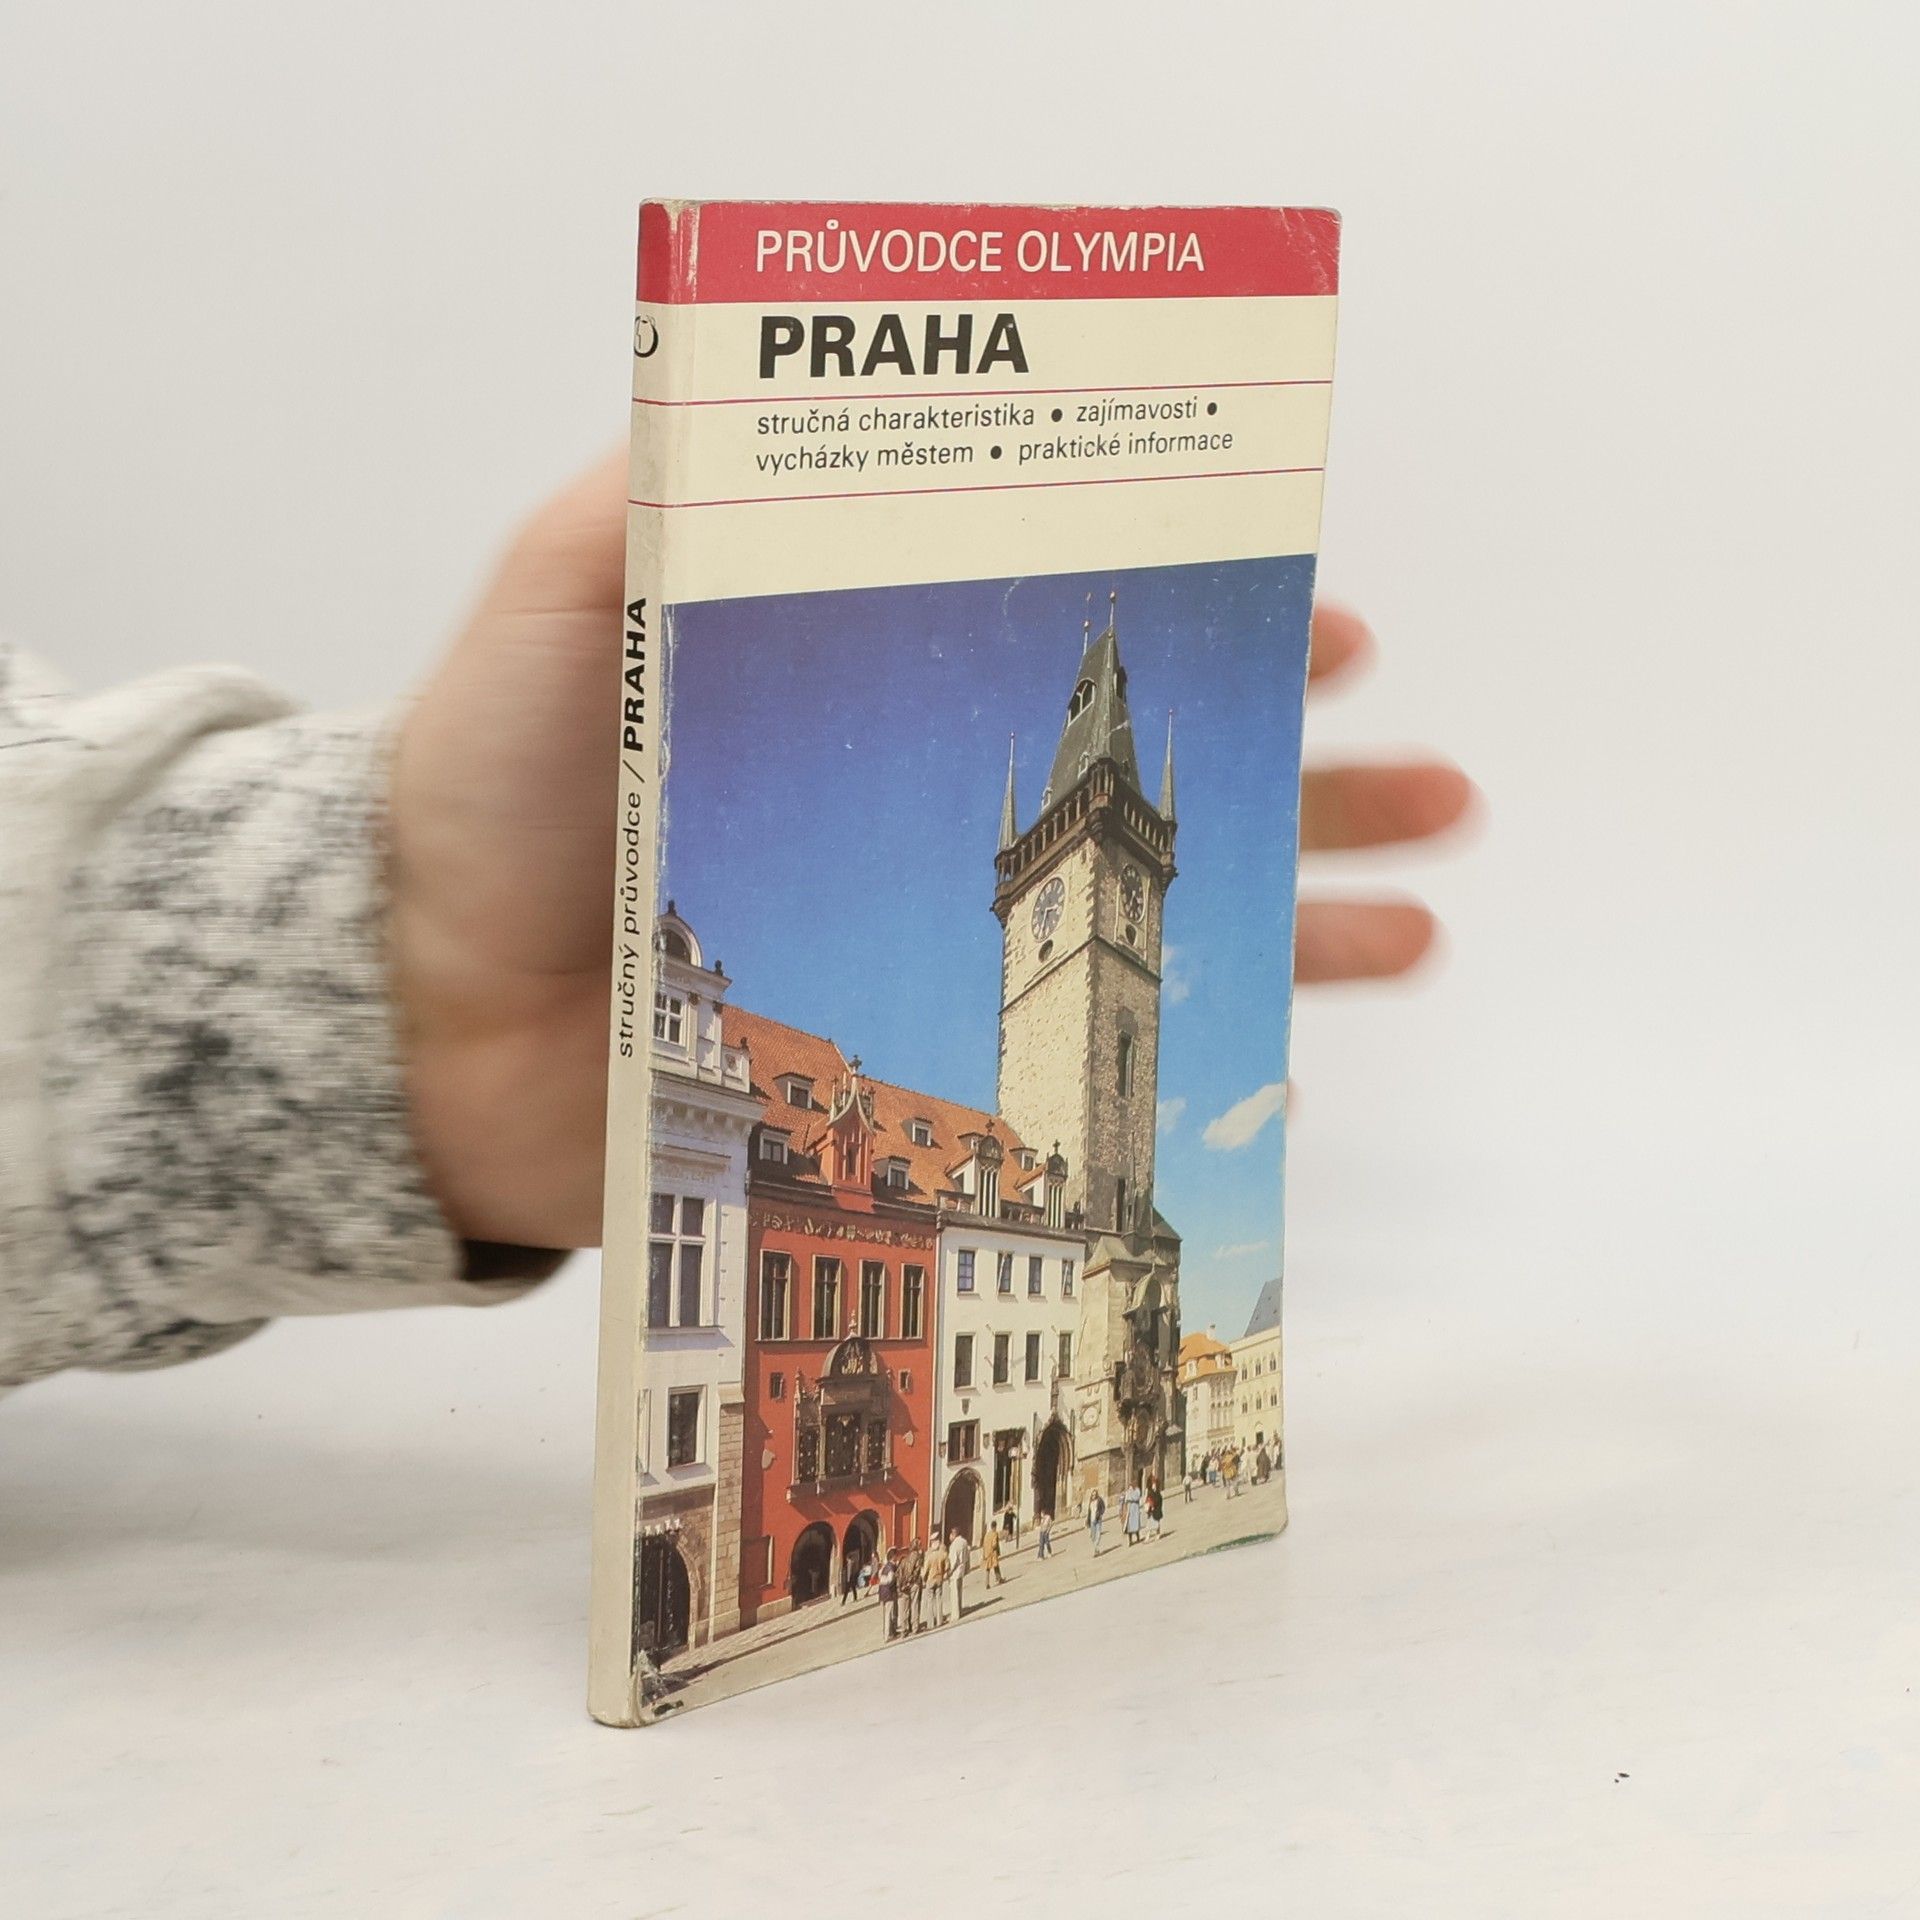 PRŮVODCE OLYMPIA
PRAHA
stručná charakteristika • zajímavosti •
vycházky městem • praktické informace
stručný průvodce / PRAHA